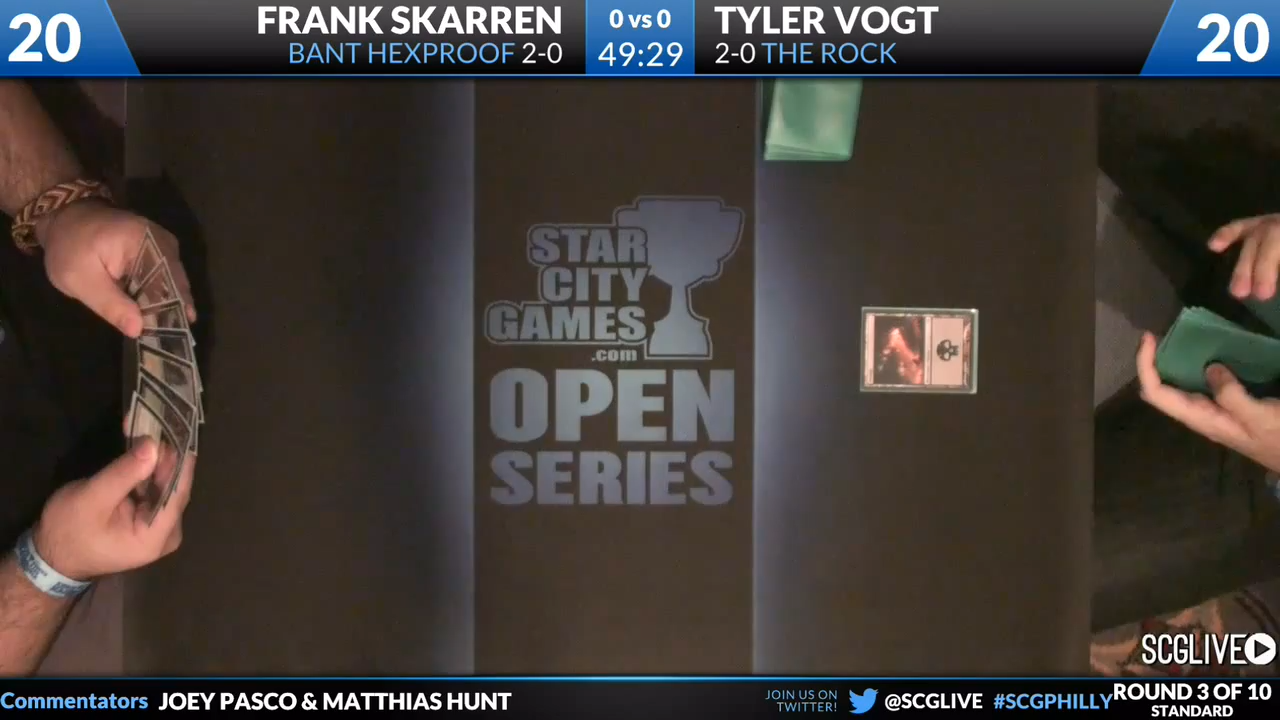 20
FRANK SKARREN
BANT HEXPROOF 2-0
0 vs 0
49:29
TYLER VOGT
2-0 THE ROCK
20
STAR
CITY
GAMES
.com
OPEN
SERIES
SCGLIVE
Commentators JOEY PASCO & MATTHIAS HUNT
JOIN US ON
TWITTER!
@SCGLIVE #SCGPHILLY
ROUND 3 OF 10
STANDARD